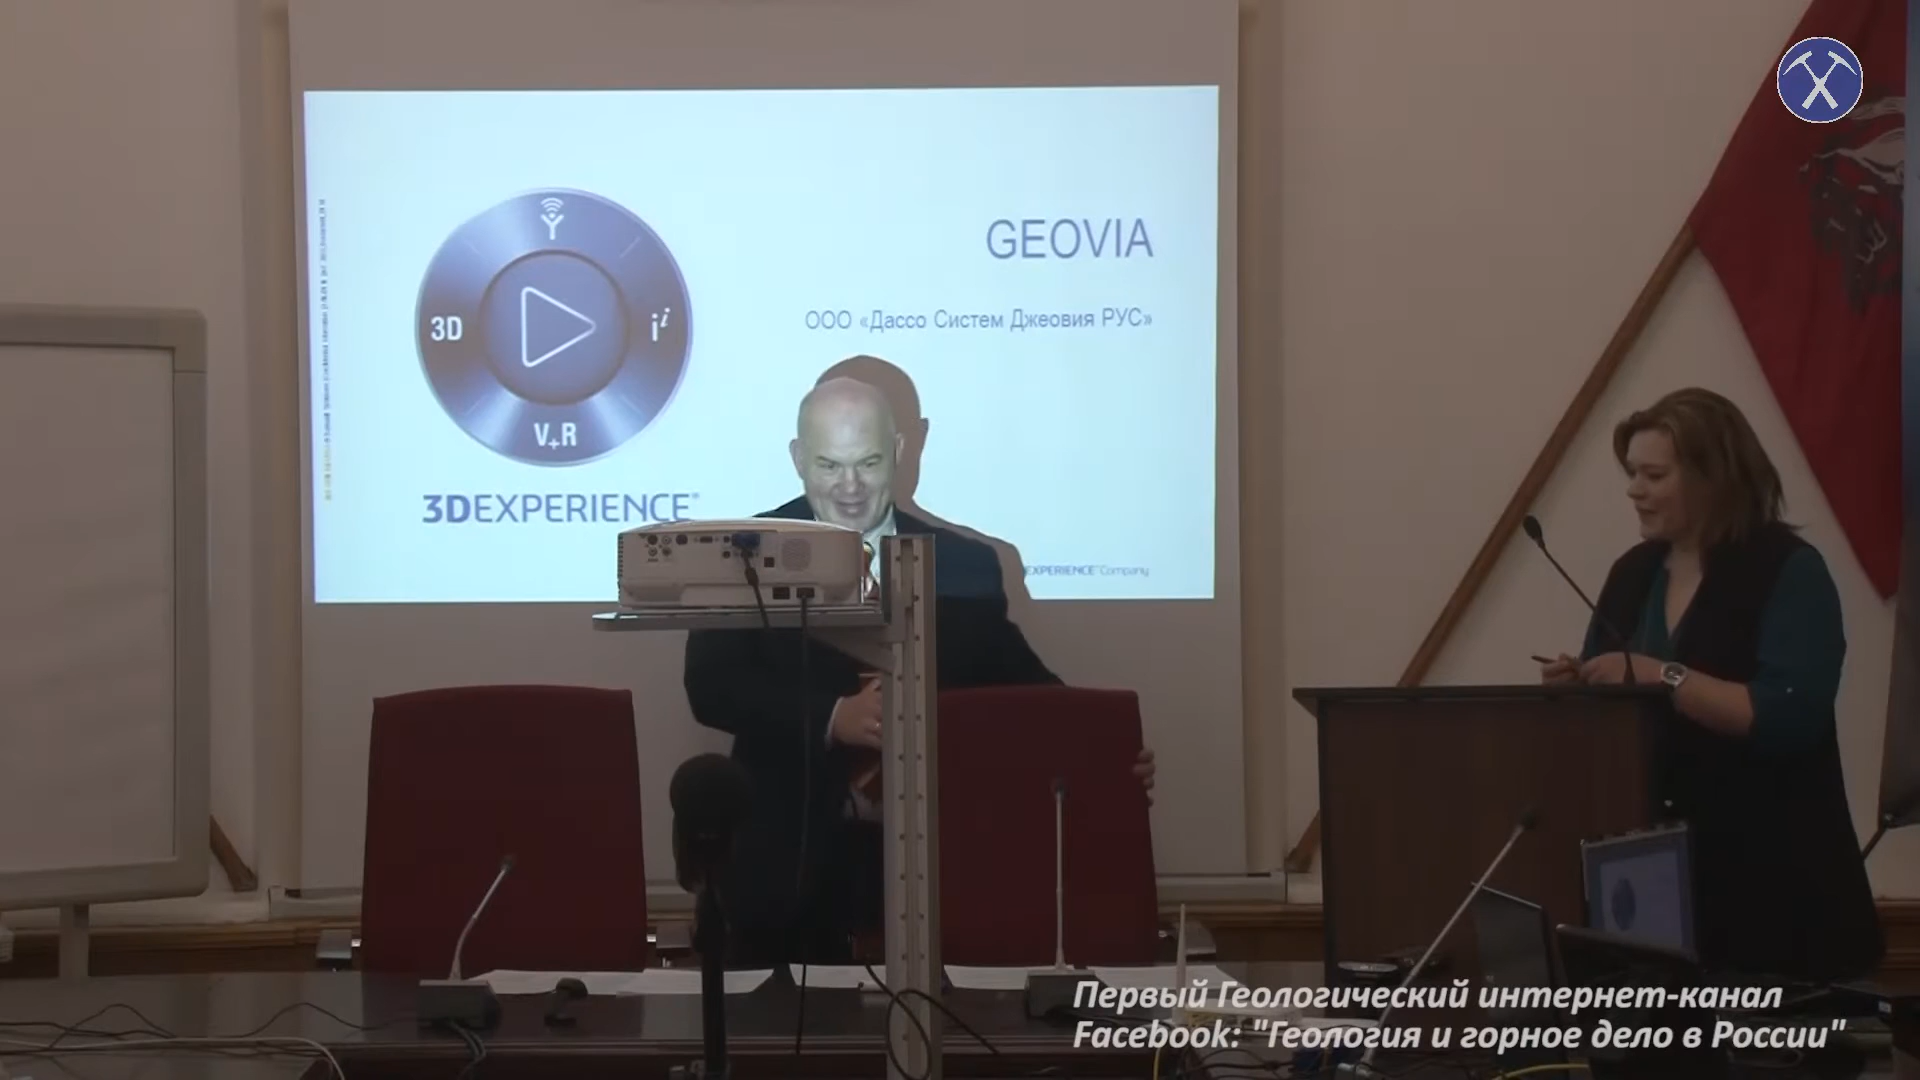 GEOVIA
ООО «Дассо Систем Джеовия РУС»
3D
i i
V+R
3DEXPERIENCE®
EXPERIENCE Company
Первый Геологический интернет-канал
Facebook: "Геология и горное дело в России"